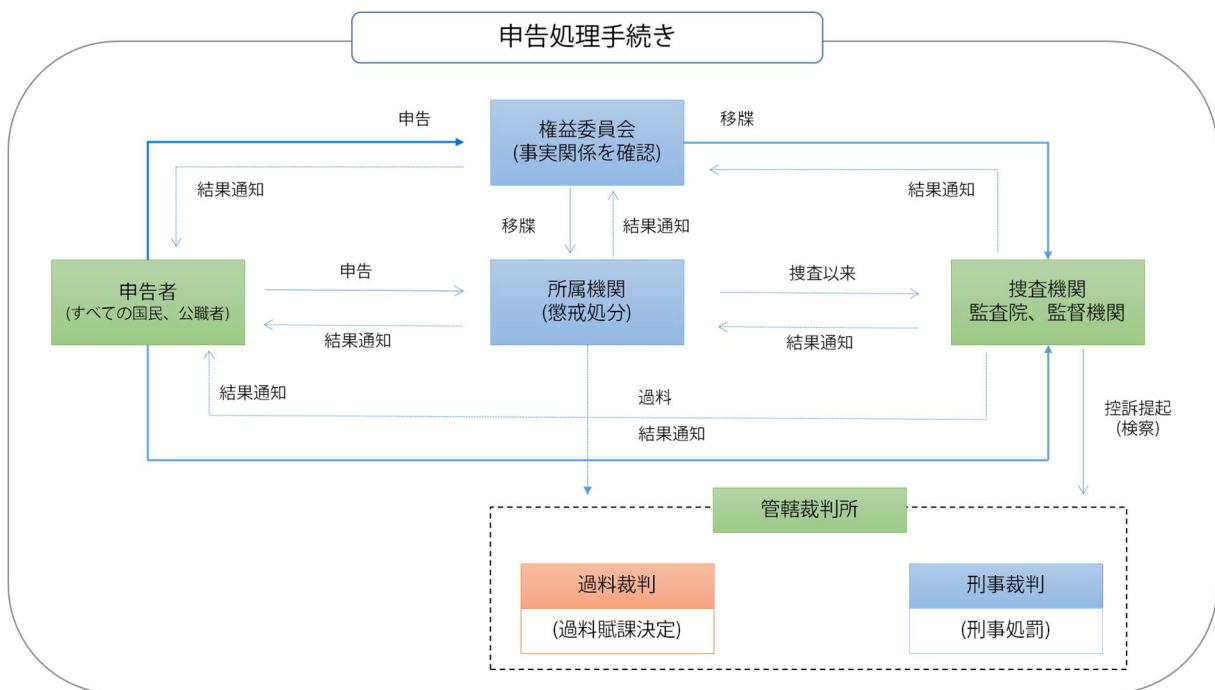 申告処理手続き
申告
権益委員会
(事実関係を確認)
移牒
結果通知
結果通知
移牒
結果通知
申告者
(すべての国民、公職者)
申告
所属機関
(懲戒処分)
捜査以来
捜査機関
監査院、監督機関
結果通知
結果通知
結果通知
過料
結果通知
控訴提起
(検察)
管轄裁判所
過料裁判
(過料賦課決定)
刑事裁判
(刑事処罰)